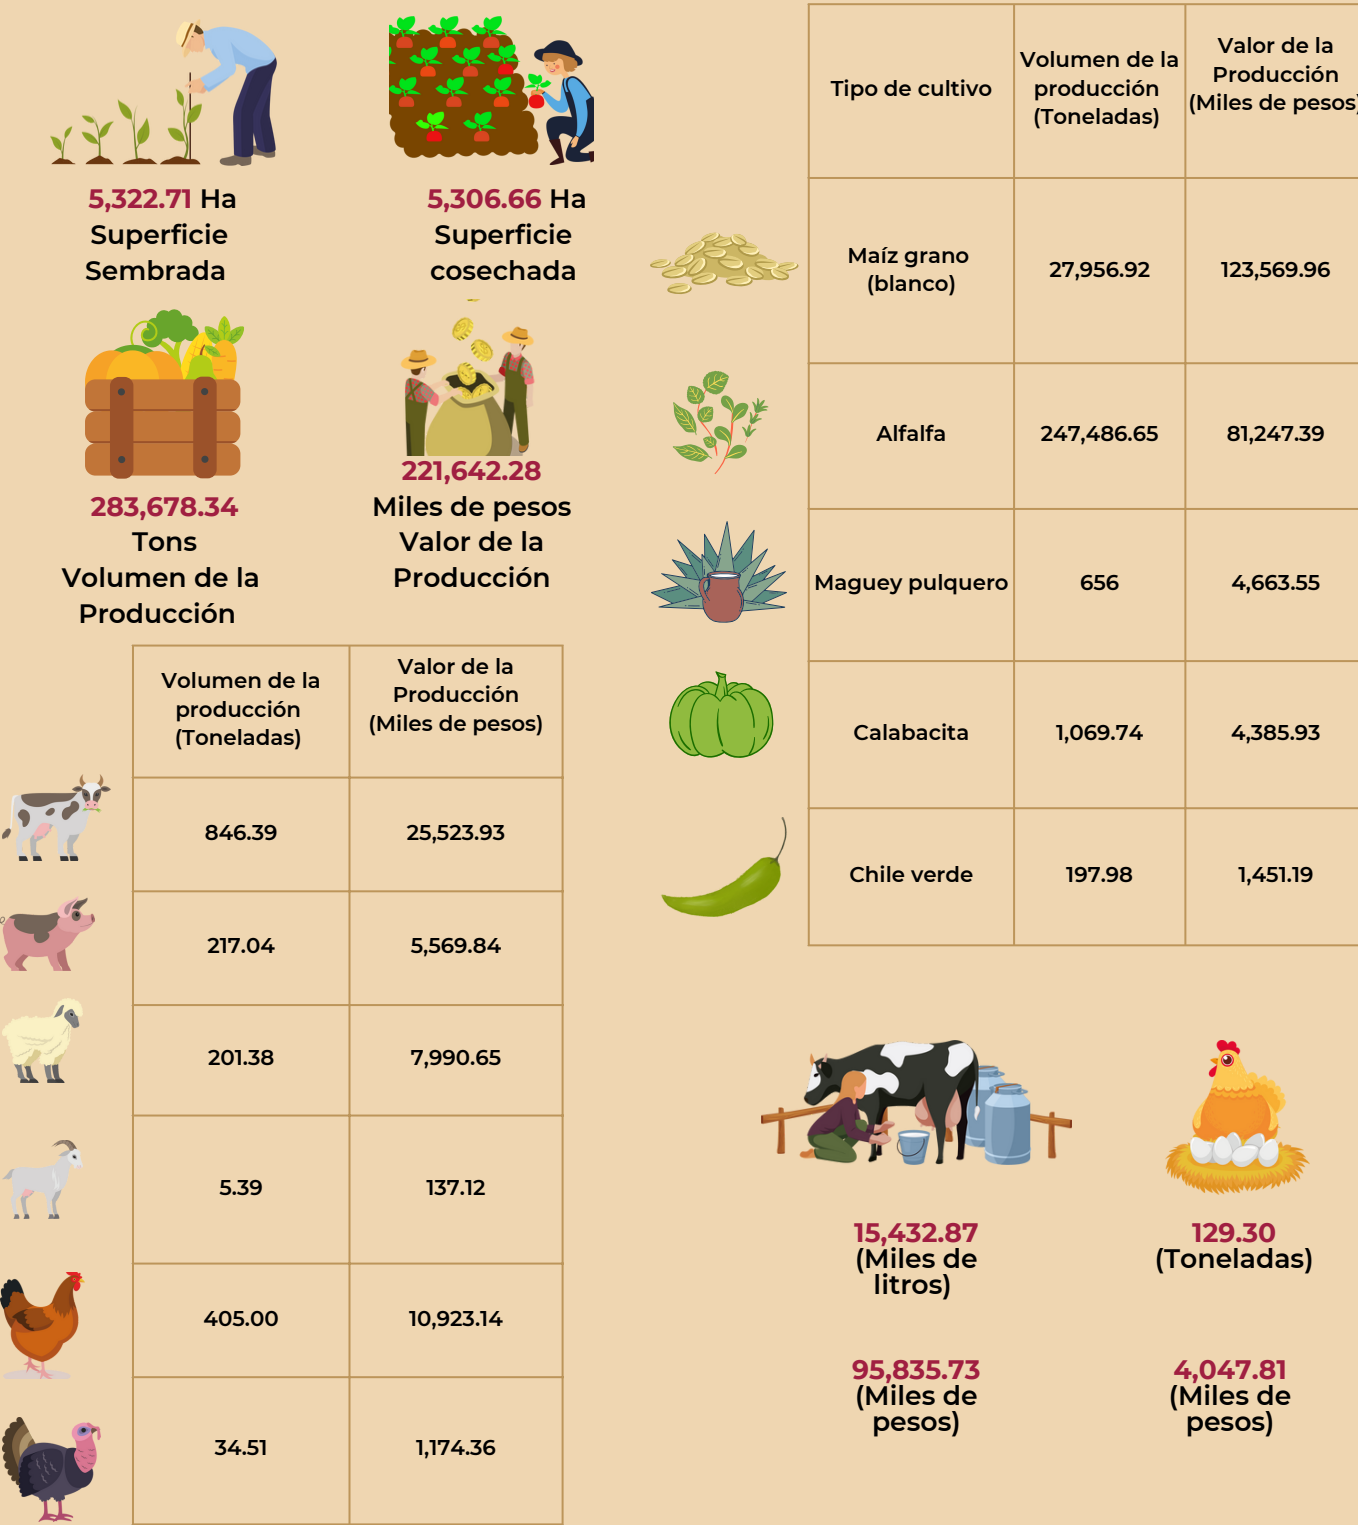 5,322.71 Ha
Superficie
Sembrada
5,306.66 Ha
Superficie
cosechada
283,678.34
Tons
Volumen de la
Producción
221,642.28
Miles de pesos
Valor de la
Producción
Volumen de la
producción
(Toneladas)
Valor de la
Producción
(Miles de pesos)
846.39
25,523.93
217.04
5,569.84
201.38
7,990.65
5.39
137.12
405.00
10,923.14
34.51
1,174.36
Tipo de cultivo
Volumen de la
producción
(Toneladas)
Valor de la
Producción
(Miles de pesos)
Maíz grano
(blanco)
27,956.92
123,569.96
Alfalfa
247,486.65
81,247.39
Maguey pulquero
656
4,663.55
Calabacita
1,069.74
4,385.93
Chile verde
197.98
1,451.19
15,432.87
(Miles de
litros)
95,835.73
(Miles de
pesos)
129.30
(Toneladas)
4,047.81
(Miles de
pesos)